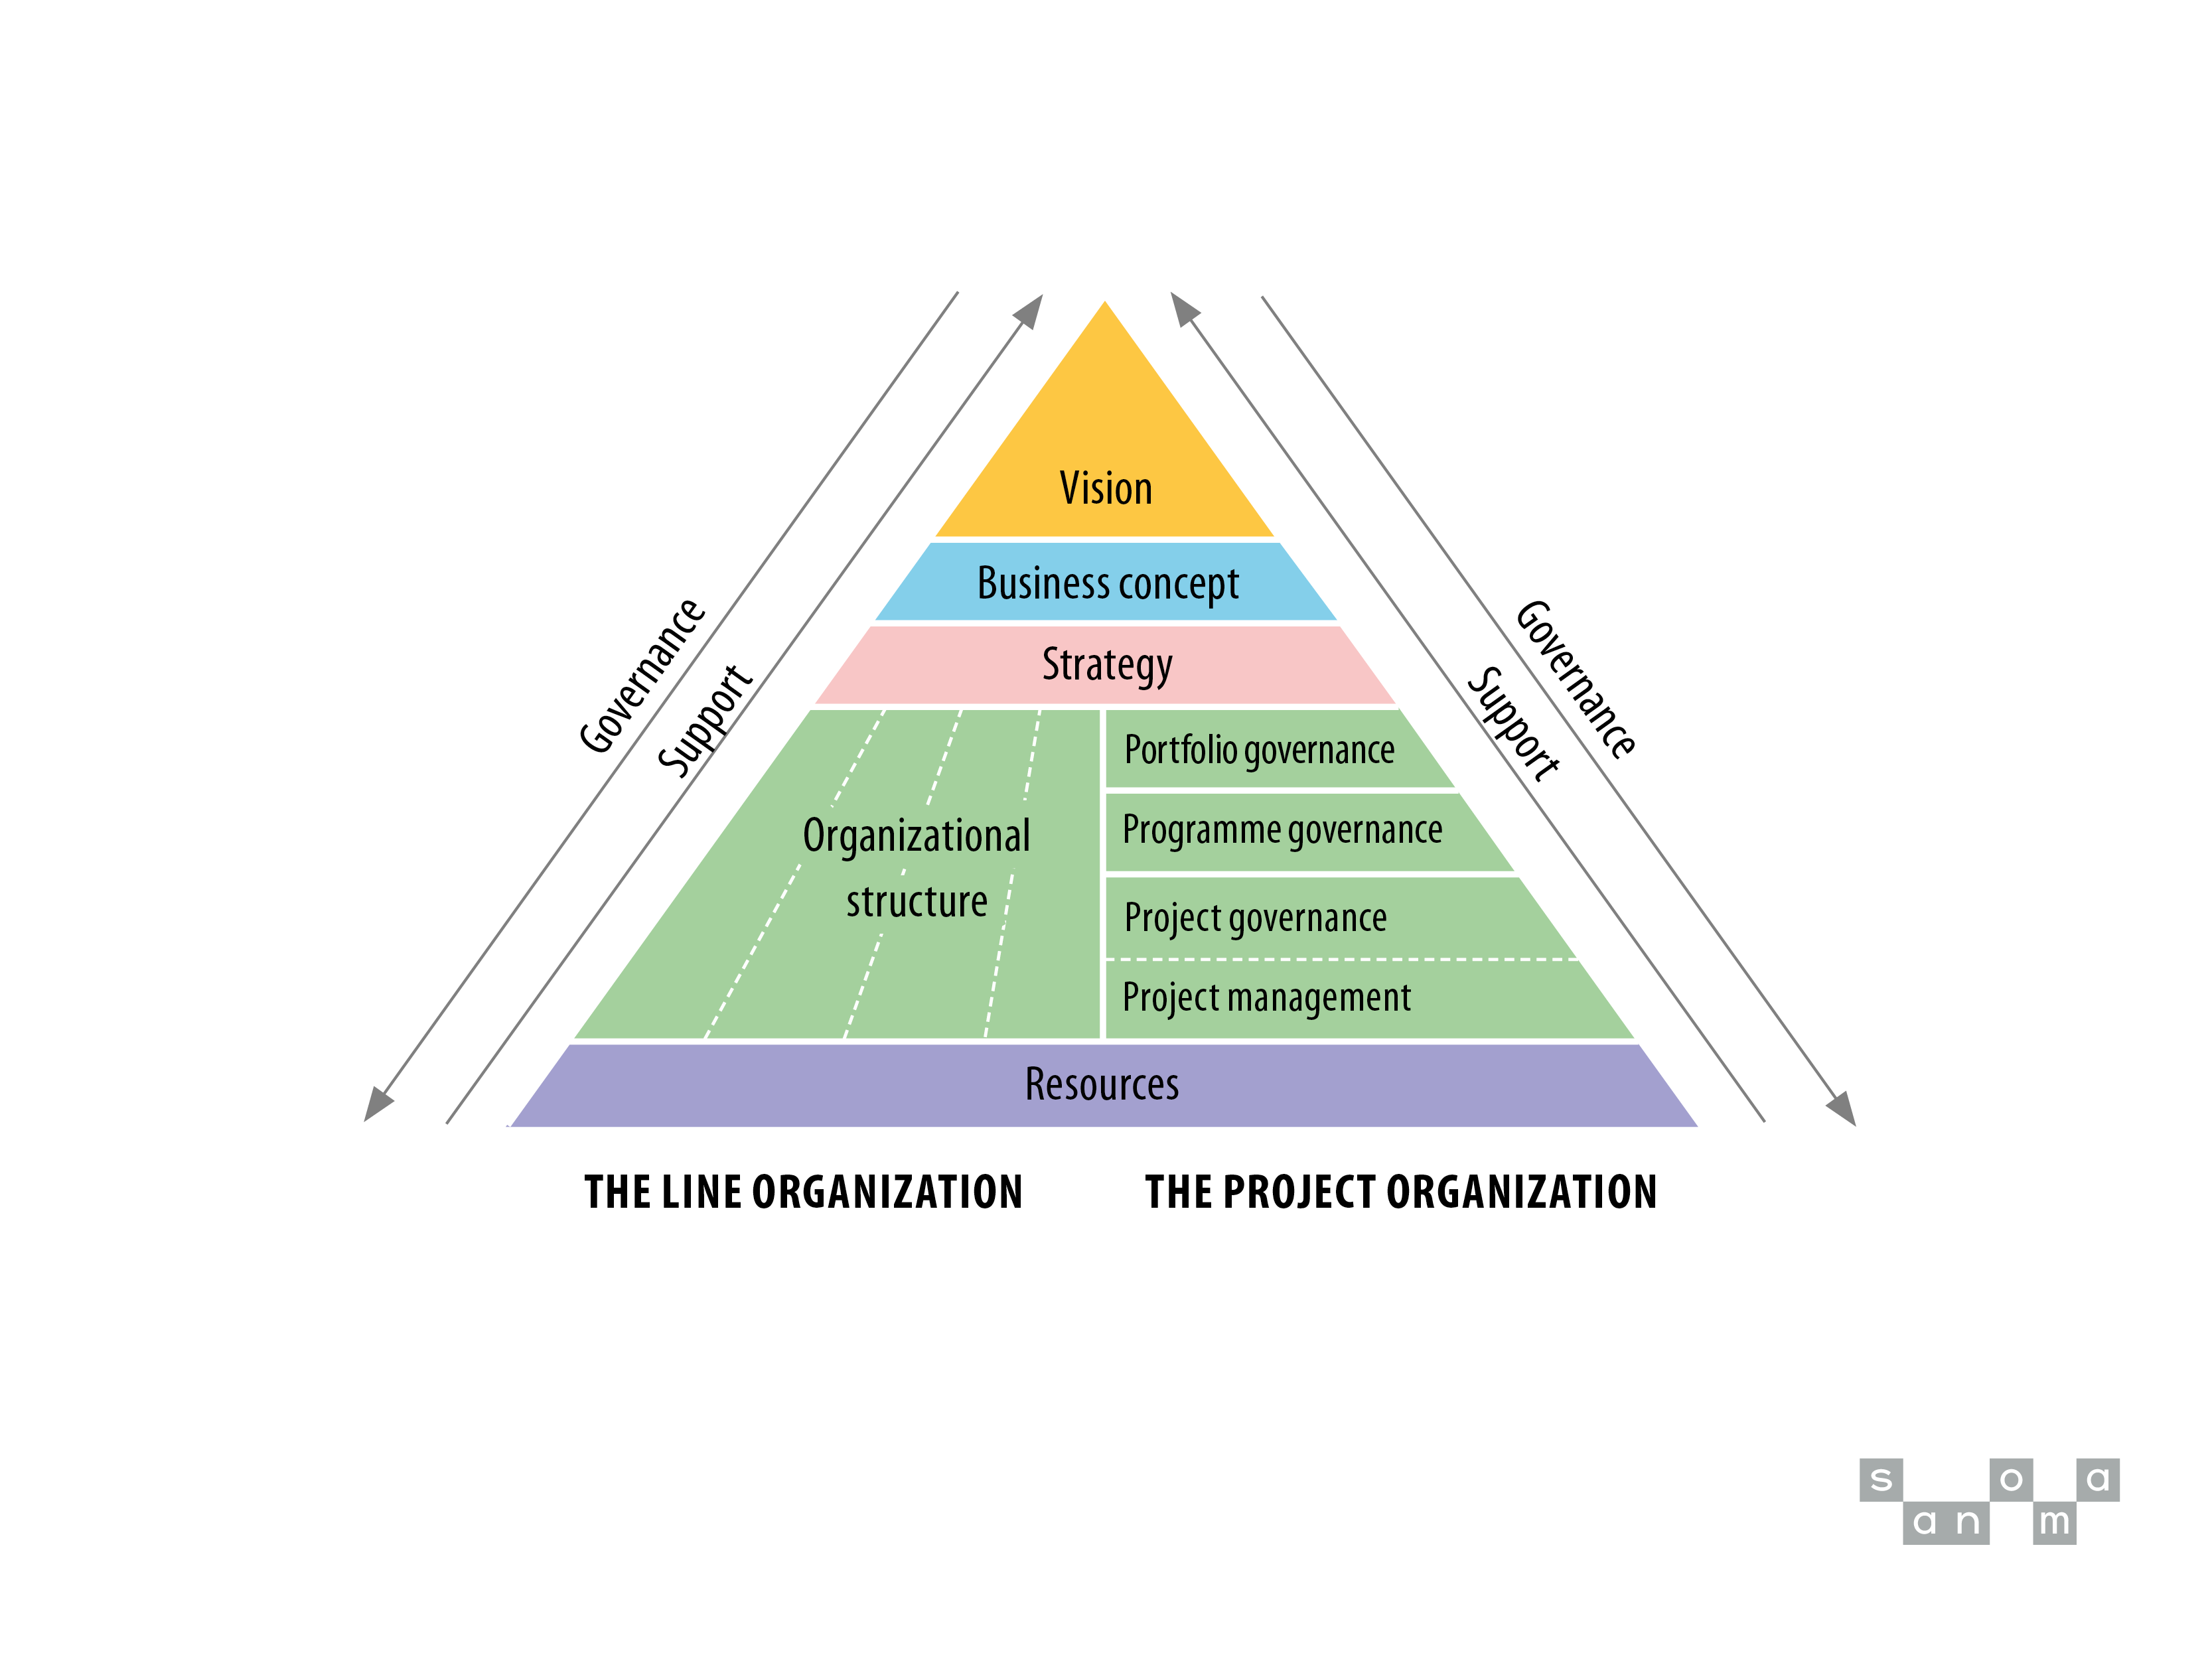 Vision
Business concept
Strategy
Governance
Support
Support
Governance
Organizational
structure
Portfolio governance
Programme governance
Project governance
Project management
Resources
THE LINE ORGANIZATION
THE PROJECT ORGANIZATION
sanoma